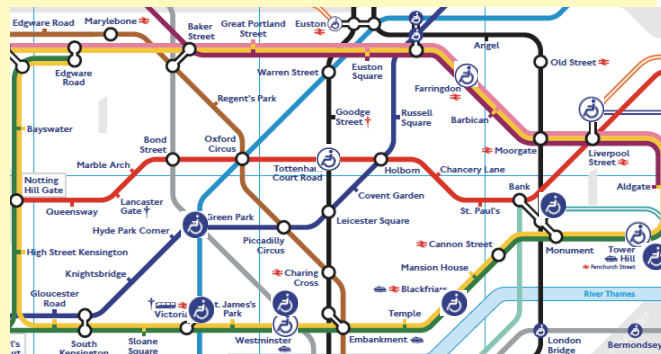 Edgware Road
Marylebone
Baker
Street
Great Portland
Street
Euston
Angel
Edgware
Road
Warren Street
Euston
Square
Old Street
Farringdon
Regent's Park
Bayswater
Goodge
Street
Russell
Square
Barbican
Bond
Street
Oxford
Circus
Moorgate
Liverpool
Street
Marble Arch
Tottenha
Court Road
Holborn
Chancery Lane
Notting
Hill Gate
Aldgate
Bank
Queensway
Lancaster
Gate
Covent Garden
St. Paul's
Hyde Park Corner
Green Park
Leicester Square
Piccadilly
Circus
Cannon Street
Monument
Tower
Hill
Fenchurch Street
High Street Kensington
Knightsbridge
Charing
Cross
Mansion House
Blackfriars
River Thames
Gloucester
Road
Victoria
St. James's
Park
Temple
't's
rt
South
Kensington
Sloane
Square
Westminster
Embankment
London
Bridge
Bermondsey